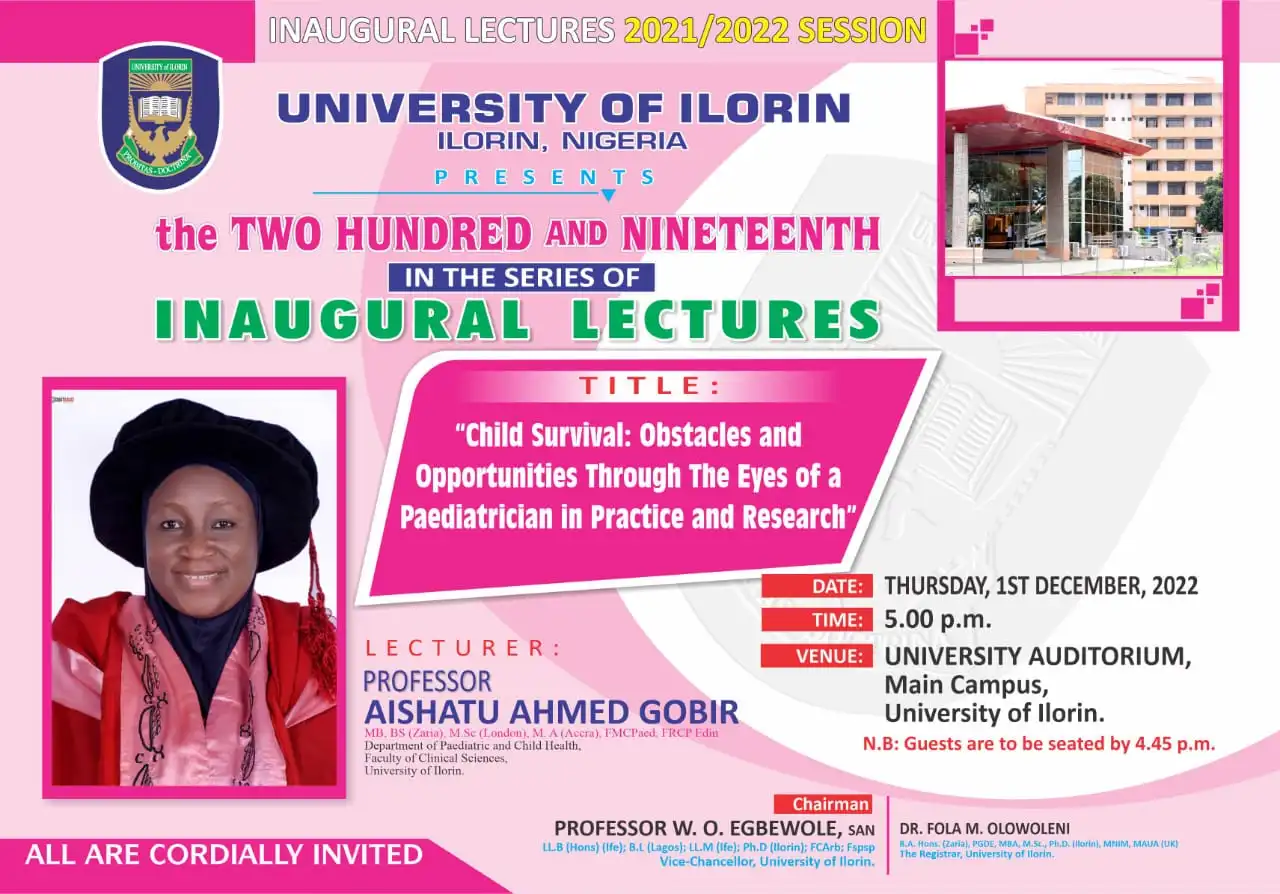 INAUGURAL LECTURES 2021/2022 SESSION
UNIVERSITY of ILORIN
PROBITAS - DOCTRINA
UNIVERSITY OF ILORIN
ILORIN, NIGERIA
PRESENTS
the TWO HUNDRED AND NINETEENTH
IN THE SERIES OF
INAUGURAL LECTURES
TITLE:
"Child Survival: Obstacles and
Opportunities Through The Eyes of a
Paediatrician in Practice and Research"
DATE: THURSDAY, 1ST DECEMBER, 2022
TIME: 5.00 p.m.
VENUE: UNIVERSITY AUDITORIUM,
Main Campus,
University of Ilorin.
N.B: Guests are to be seated by 4.45 p.m.
LECTURER:
PROFESSOR
AISHATU AHMED GOBIR
MB. BS (Zaria), M.Sc (London), M. A (Accra), FMCPaed, FRCP Edin
Department of Paediatric and Child Health,
Faculty of Clinical Sciences,
University of Ilorin.
Chairman
PROFESSOR W. O. EGBEWOLE, SAN
LL.B (Hons) (Ife); B.L (Lagos); LL.M (Ife); Ph.D (Ilorin); FCArb; Fspsp
Vice-Chancellor, University of Ilorin.
DR. FOLA M. OLOWOLENI
B.A. Hons. (Zaria), PGDE, MBA, M.Sc., Ph.D. (Ilorin), MNIM, MAUA (UK)
The Registrar, University of Ilorin.
ALL ARE CORDIALLY INVITED